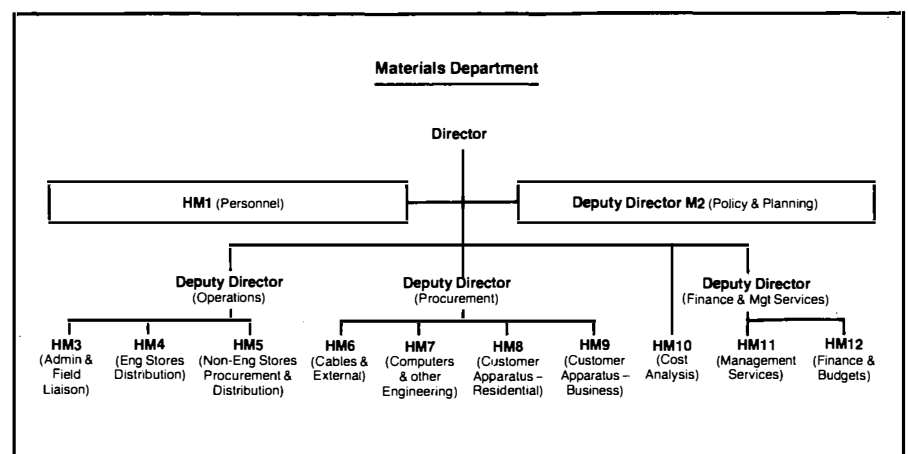 Materials Department
Director
HM1 (Personnel)
Deputy Director M2 (Policy & Planning)
Deputy Director
(Operations)
Deputy Director
(Procurement)
Deputy Director
(Finance & Mgt Services)
HM3
(Admin &
Field
Liaison)
HM4
(Eng Stores
Distribution)
HM5
(Non-Eng Stores
Procurement &
Distribution)
HM6
(Cables &
External)
HM7
(Computers
& other
Engineering)
HM8
(Customer
Apparatus –
Residential)
HM9
(Customer
Apparatus –
Business)
HM10
(Cost
Analysis)
HM11
(Management
Services)
HM12
(Finance &
Budgets)